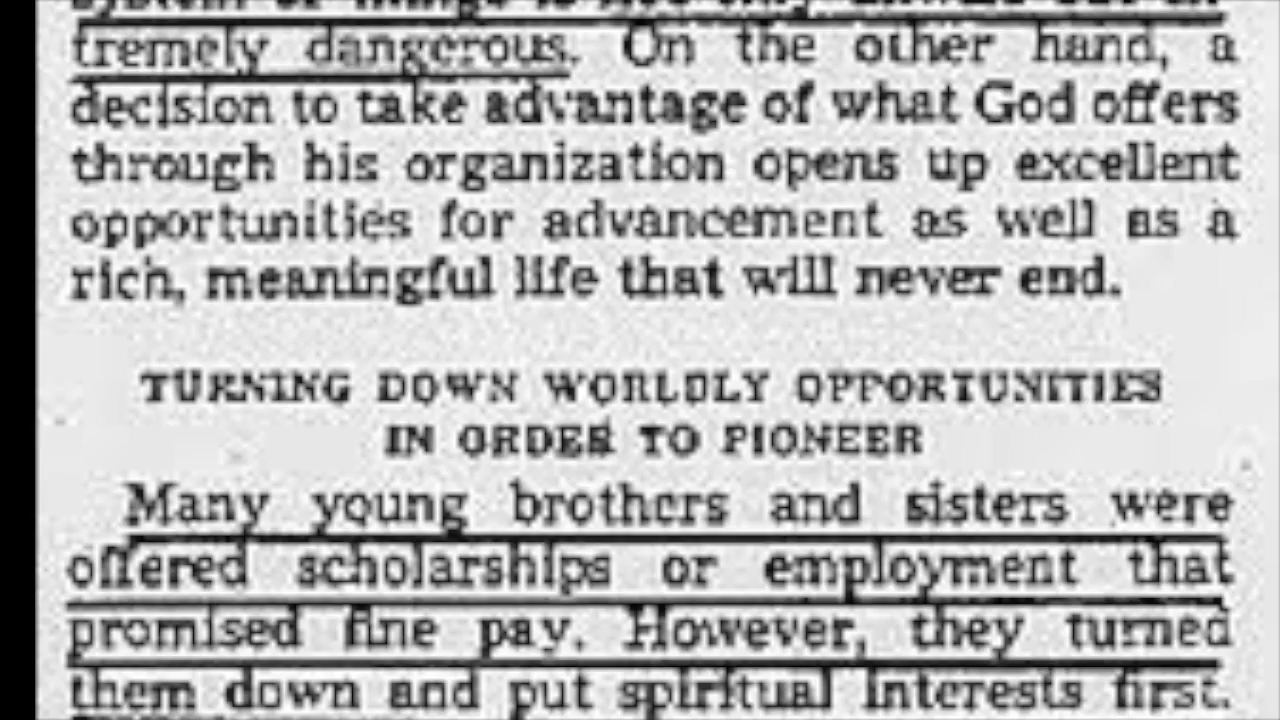 tremely dangerous. On the other hand, a
decision to take advantage of what God offers
through his organization opens up excellent
opportunities for advancement as well as a
rich, meaningful life that will never end.
TURNING DOWN WORLDLY OPPORTUNITIES
IN ORDER TO PIONEER
Many young brothers and sisters were
offered scholarships or employment that
promised fine pay. However, they turned
them down and put spiritual interests first.